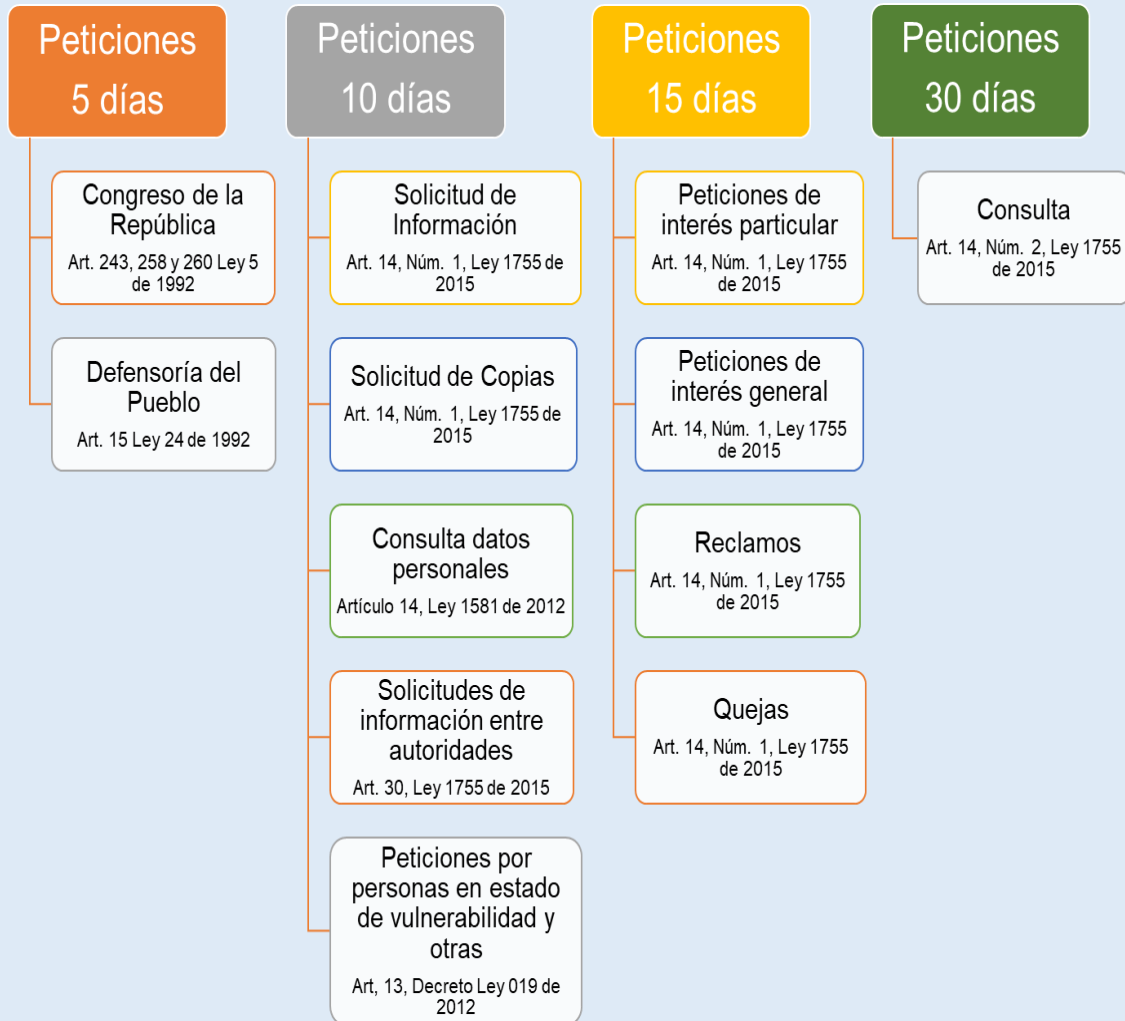 Peticiones
5 días
Congreso de la
República
Art. 243, 258 y 260 Ley 5
de 1992
Defensoría del
Pueblo
Art. 15 Ley 24 de 1992
Peticiones
10 días
Solicitud de
Información
Art. 14, Núm. 1, Ley 1755 de
2015
Solicitud de Copias
Art. 14, Núm. 1, Ley 1755 de
2015
Consulta datos
personales
Artículo 14, Ley 1581 de 2012
Solicitudes de
información entre
autoridades
Art. 30, Ley 1755 de 2015
Peticiones por
personas en estado
de vulnerabilidad y
otras
Art, 13, Decreto Ley 019 de
2012
Peticiones
15 días
Peticiones de
interés particular
Art. 14, Núm. 1, Ley 1755
de 2015
Peticiones de
interés general
Art. 14, Núm. 1, Ley 1755
de 2015
Reclamos
Art. 14, Núm. 1, Ley 1755
de 2015
Quejas
Art. 14, Núm. 1, Ley 1755
de 2015
Peticiones
30 días
Consulta
Art. 14, Núm. 2, Ley 1755
de 2015